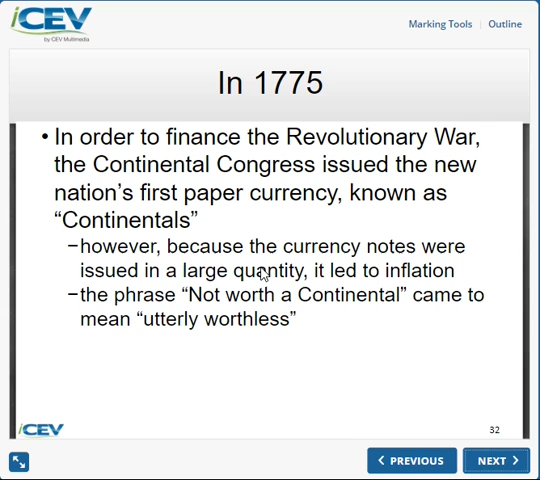 iCEV
by CEV Multimedia
Marking Tools | Outline
In 1775
• In order to finance the Revolutionary War,
the Continental Congress issued the new
nation’s first paper currency, known as
“Continentals”
−however, because the currency notes were
issued in a large quantity, it led to inflation
−the phrase “Not worth a Continental” came to
mean “utterly worthless”
iCEV
32
PREVIOUS
NEXT